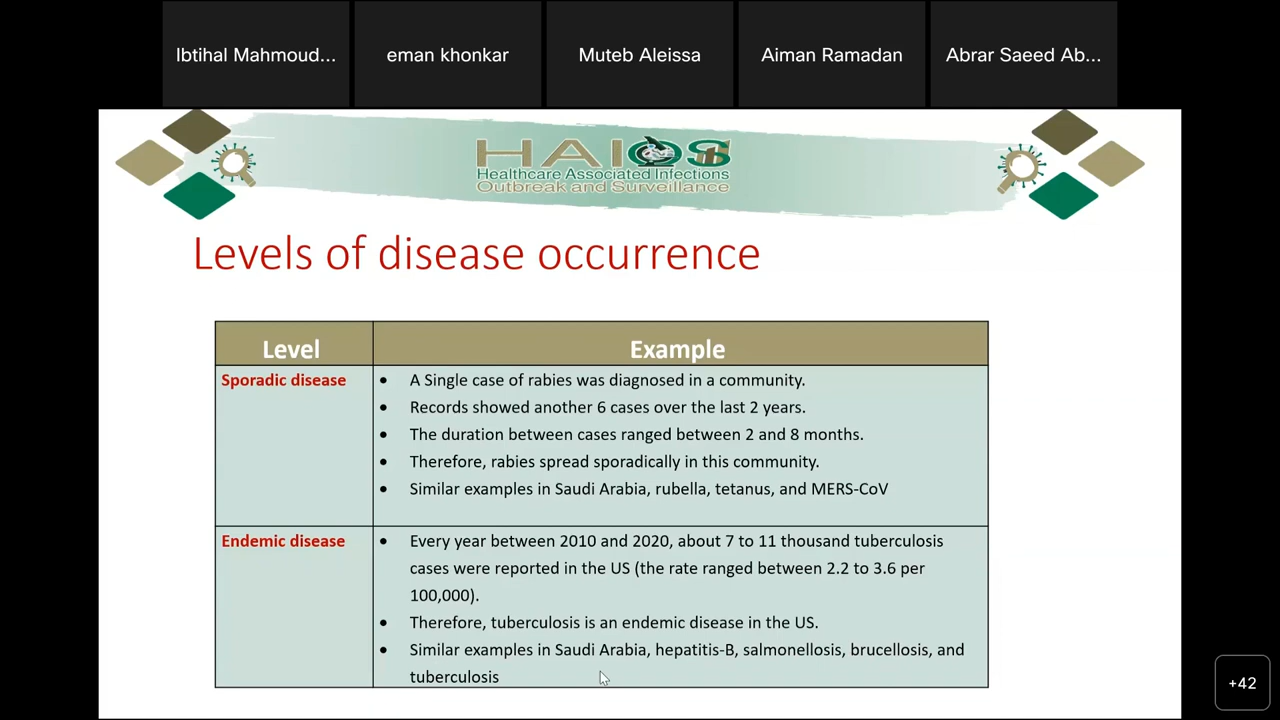 Ibtihal Mahmoud...
eman khonkar
Muteb Aleissa
Aiman Ramadan
Abrar Saeed Ab...
HAIOS
Healthcare Associated Infections
Outbreak and Surveillance
Levels of disease occurrence
Level
Example
Sporadic disease
• A Single case of rabies was diagnosed in a community.
• Records showed another 6 cases over the last 2 years.
• The duration between cases ranged between 2 and 8 months.
• Therefore, rabies spread sporadically in this community.
• Similar examples in Saudi Arabia, rubella, tetanus, and MERS-CoV
Endemic disease
• Every year between 2010 and 2020, about 7 to 11 thousand tuberculosis
cases were reported in the US (the rate ranged between 2.2 to 3.6 per
100,000).
• Therefore, tuberculosis is an endemic disease in the US.
• Similar examples in Saudi Arabia, hepatitis-B, salmonellosis, brucellosis, and
tuberculosis
+42